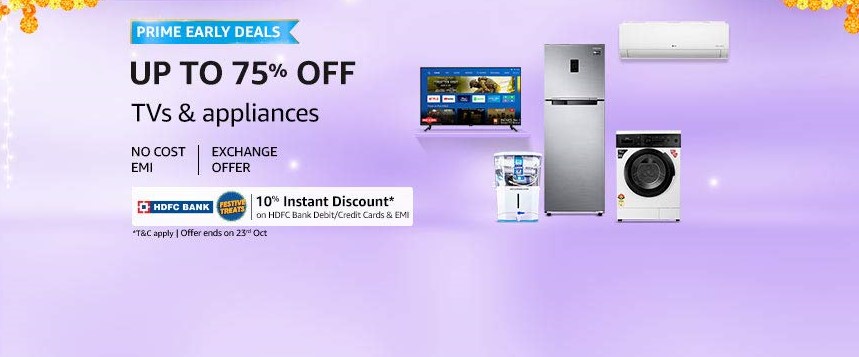 PRIME EARLY DEALS
UP TO 75% OFF
TVs & appliances
NO COST EMI
EXCHANGE OFFER
HDFC BANK
FESTIVE TREATS
10% Instant Discount*
on HDFC Bank Debit/Credit Cards & EMI
*T&C apply | Offer ends on 23rd Oct